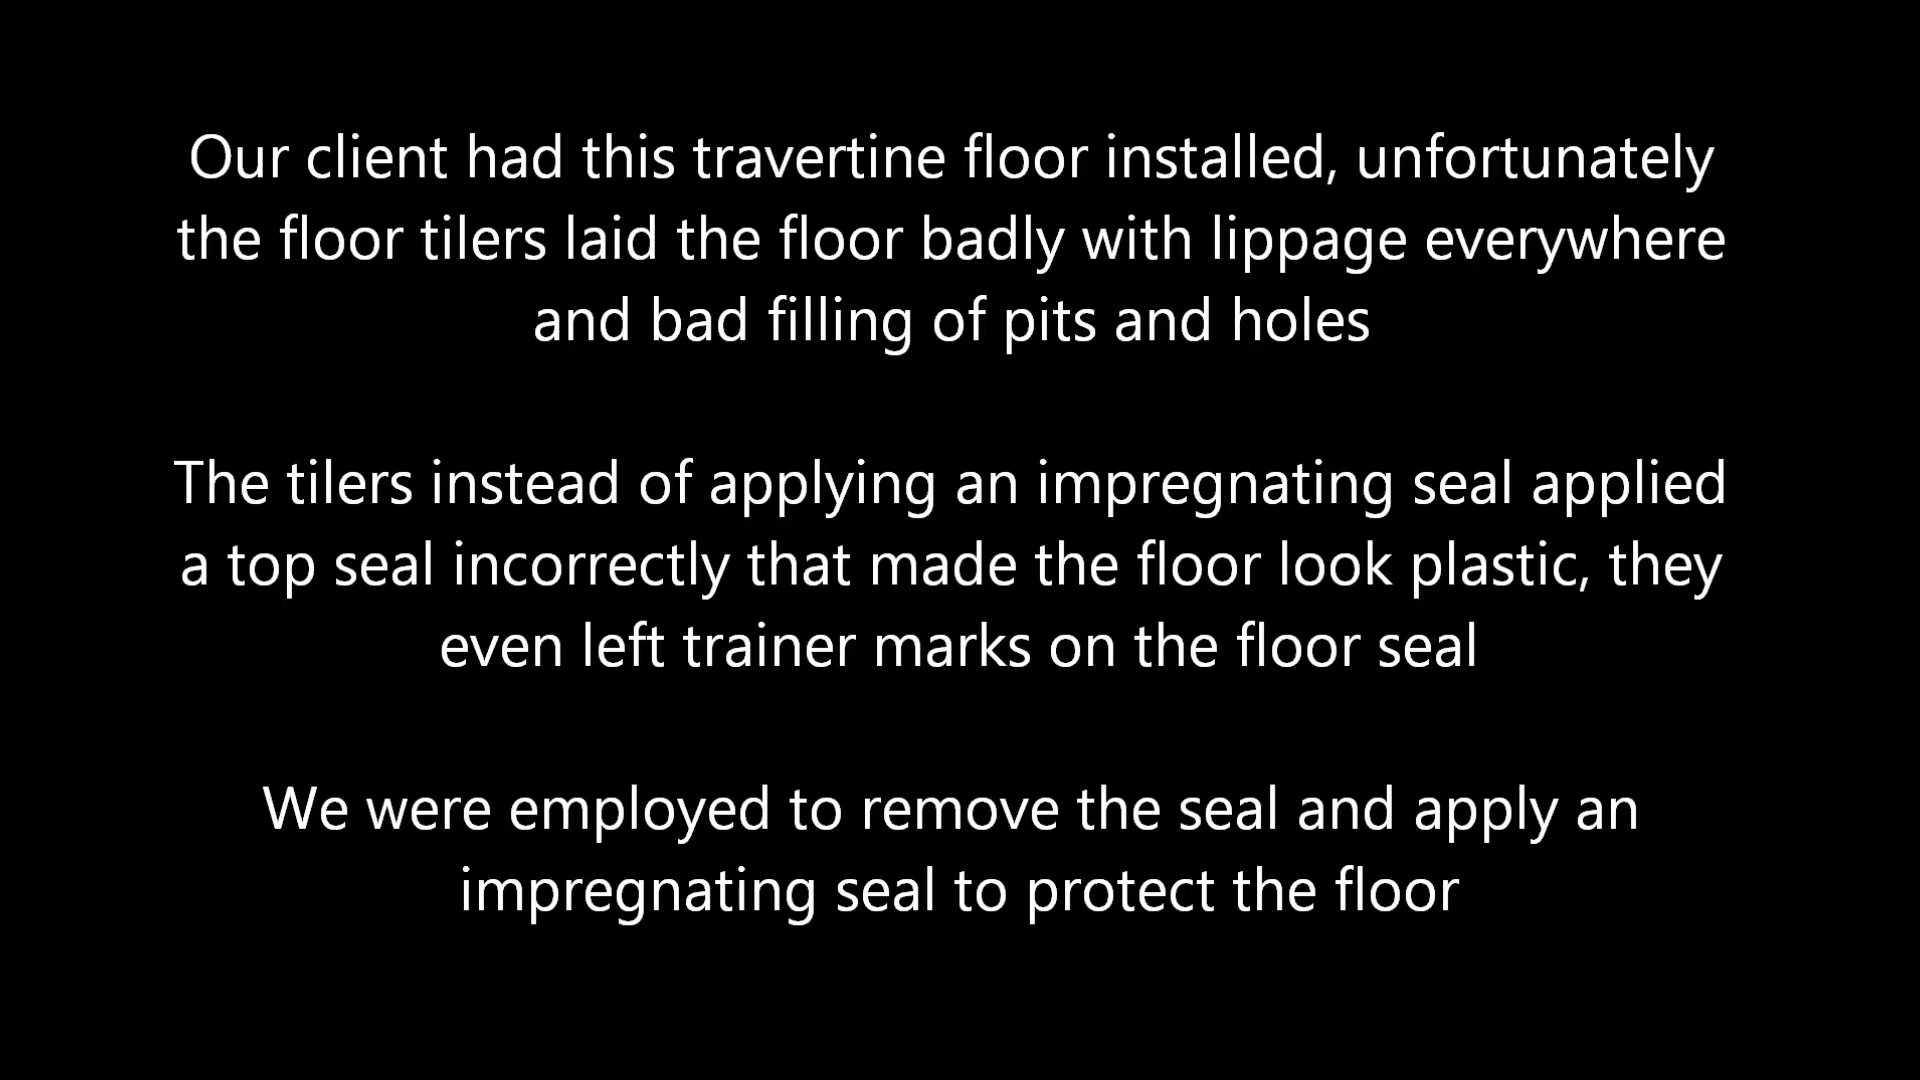 Our client had this travertine floor installed, unfortunately
the floor tilers laid the floor badly with lippage everywhere
and bad filling of pits and holes
The tilers instead of applying an impregnating seal applied
a top seal incorrectly that made the floor look plastic, they
even left trainer marks on the floor seal
We were employed to remove the seal and apply an
impregnating seal to protect the floor